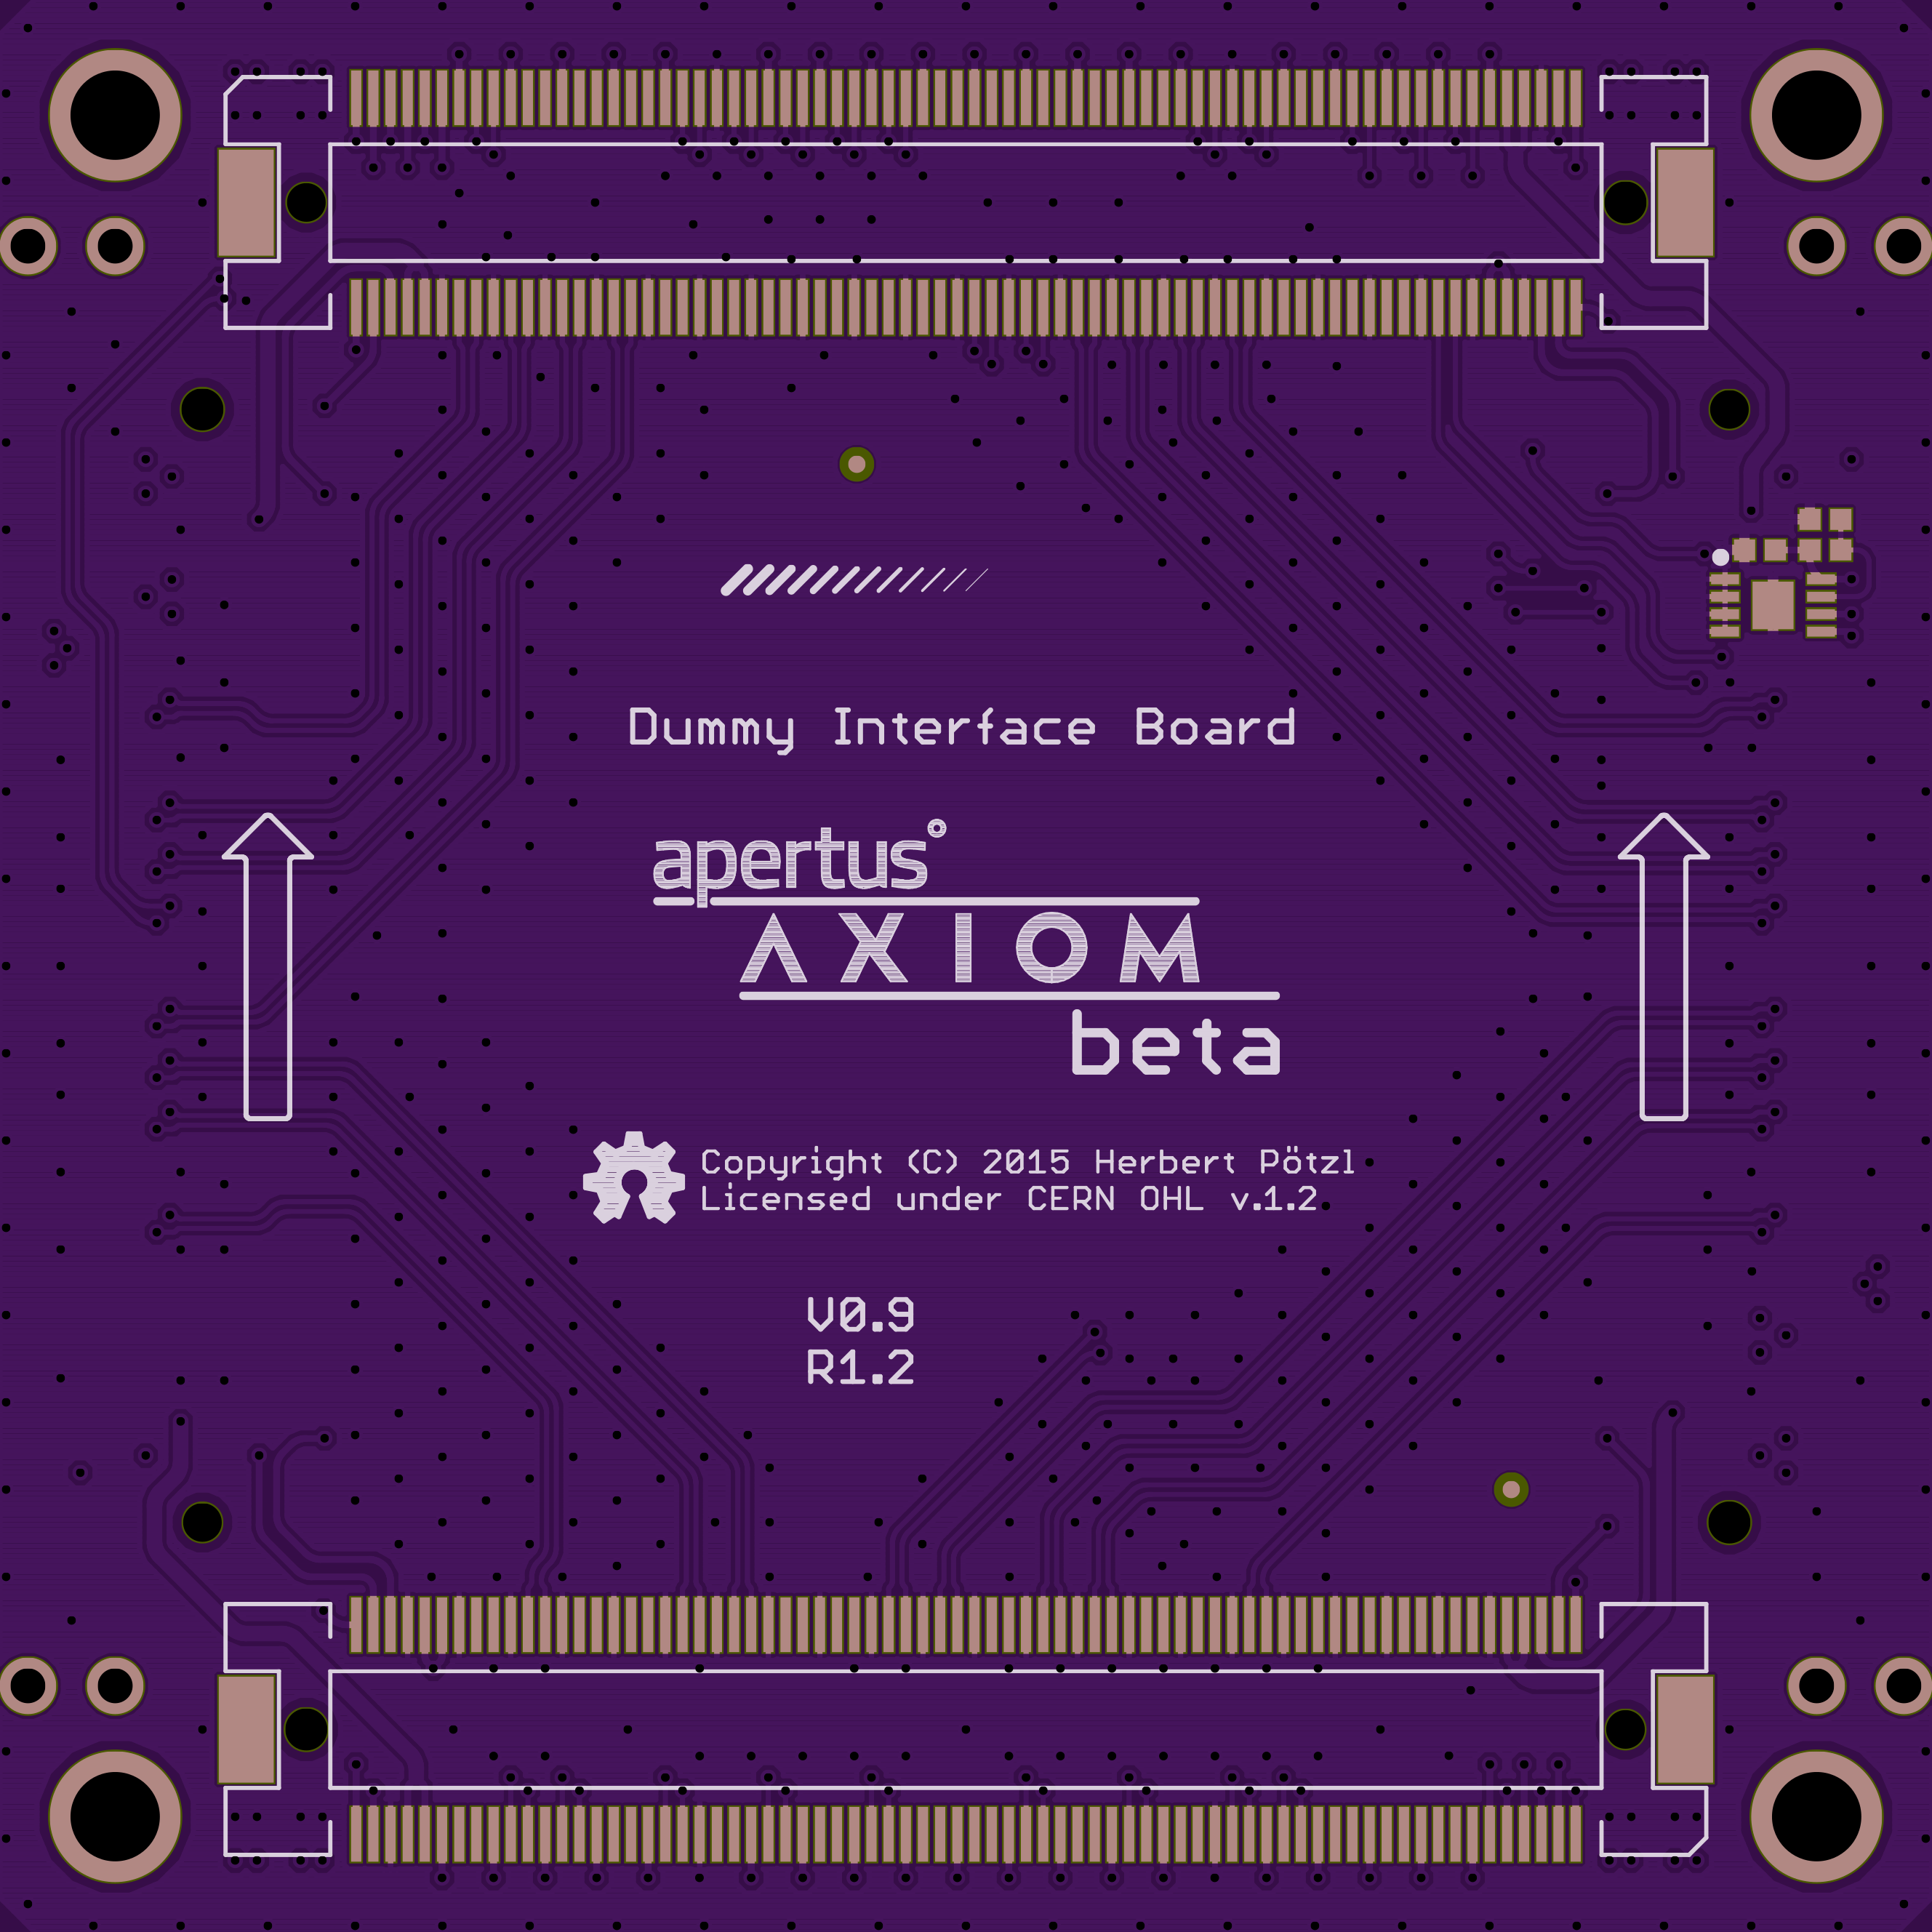 Dummy Interface Board
apertus°
AXIOM
beta
Copyright (C) 2015 Herbert Pötzl
Licensed under CERN OHL v.1.2
V0.9
R1.2